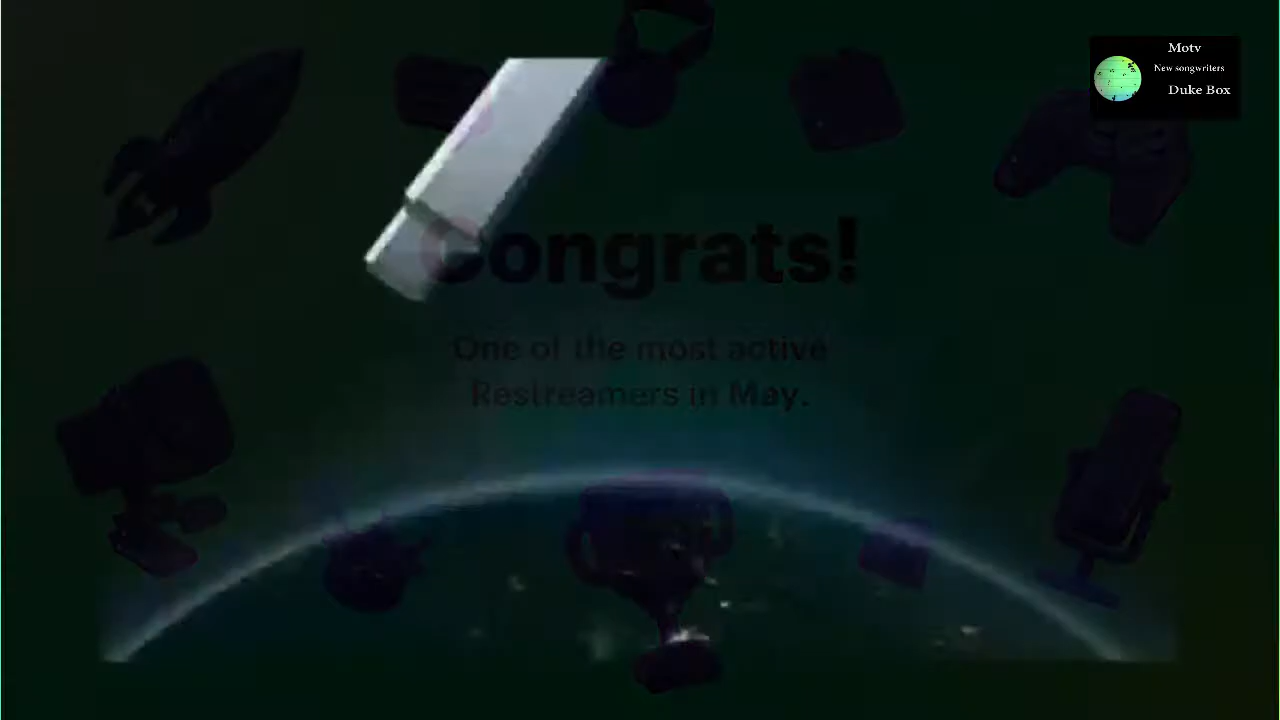 Motv
New songwriters
Duke Box
Congrats!
One of the most active
Restreamers in May.